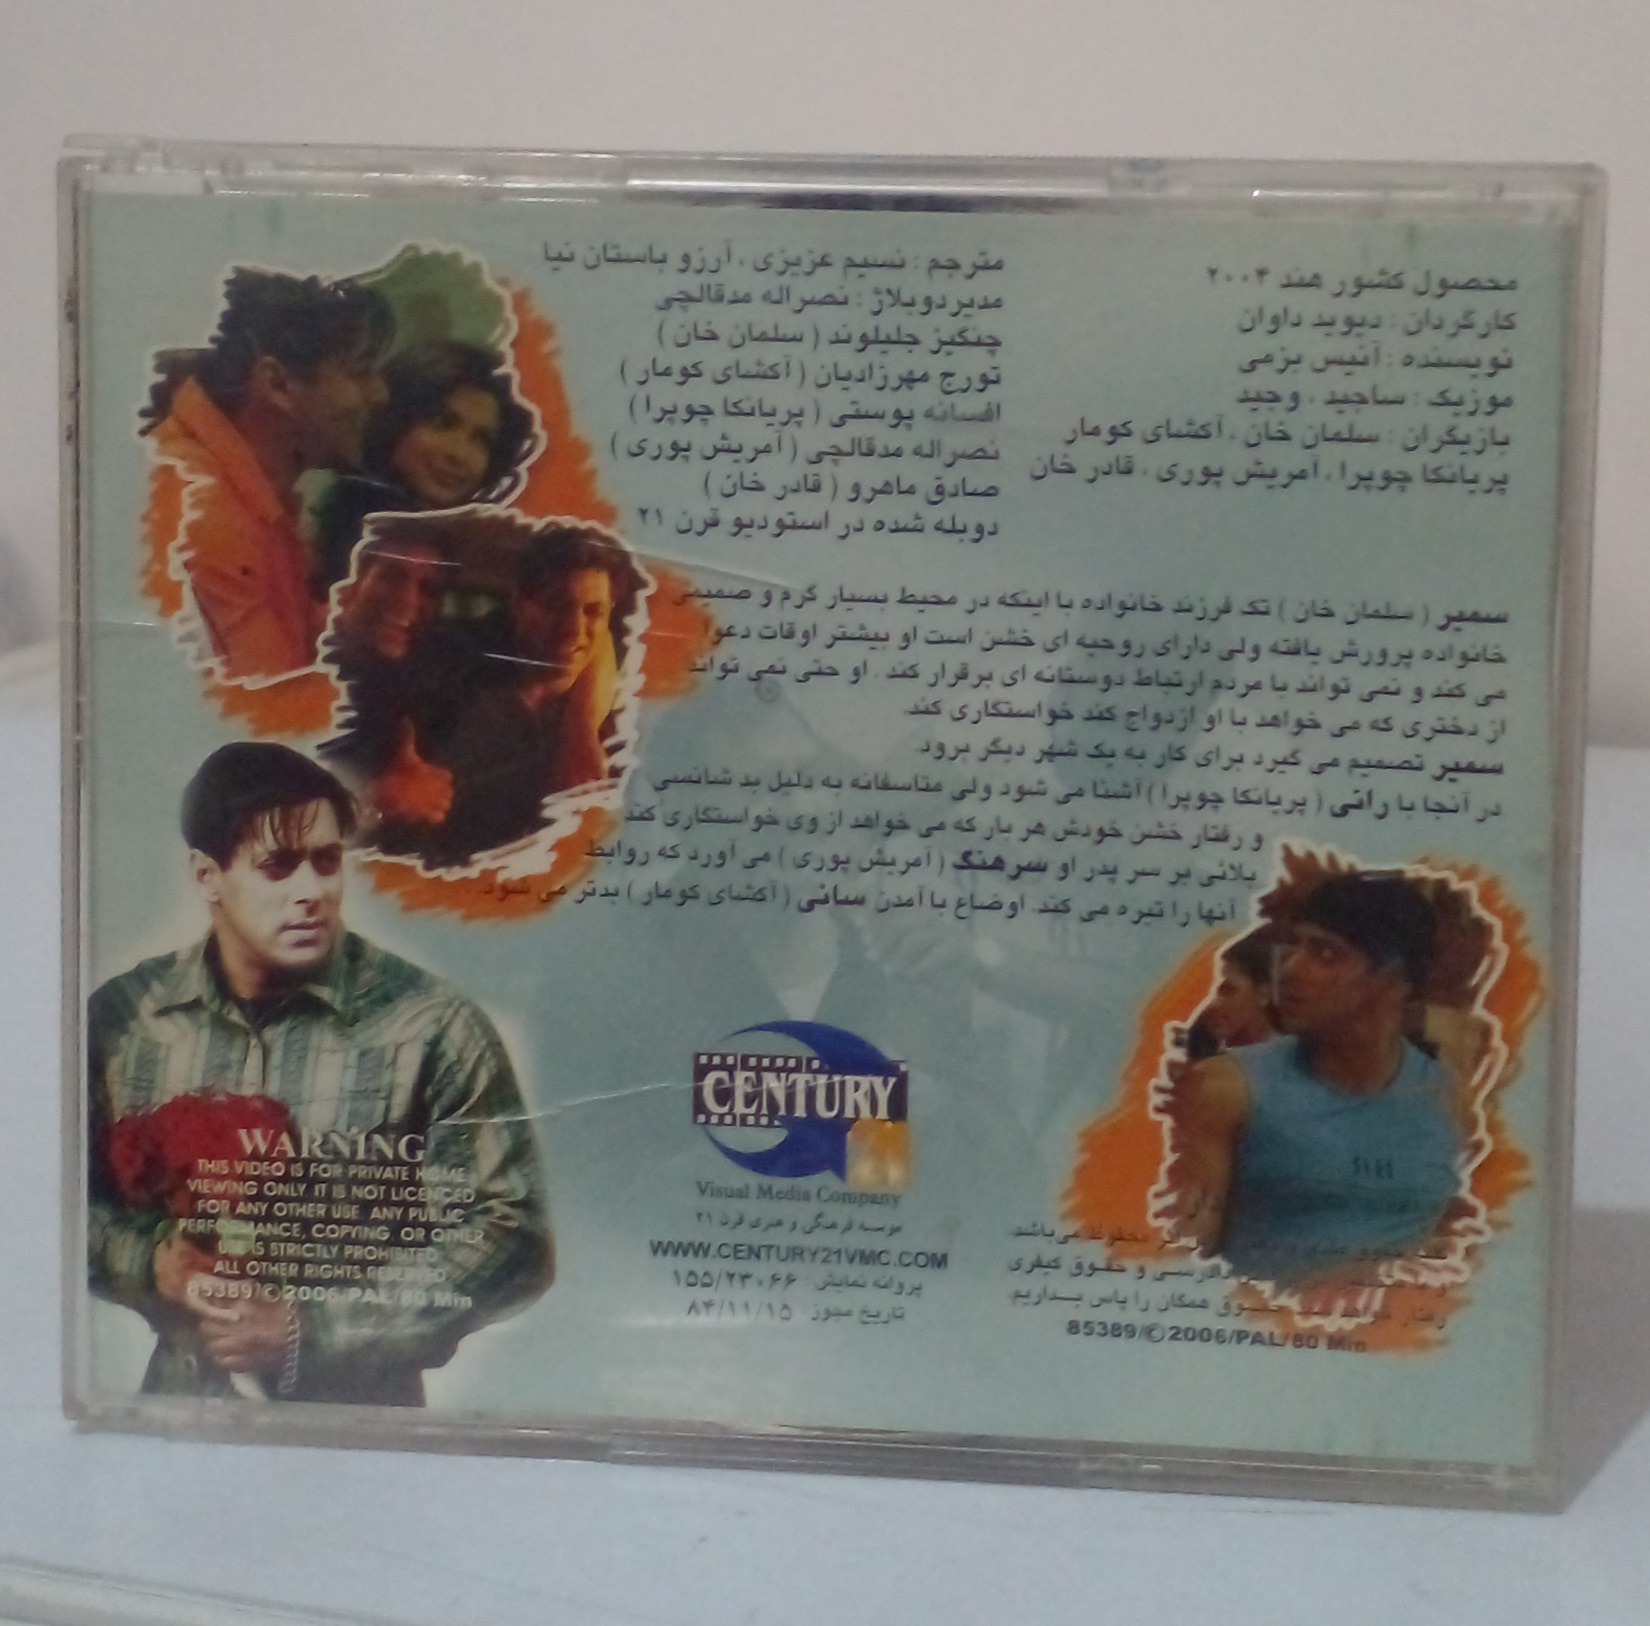 محصول کشور هند ۲۰۰۴
کارگردان : دیوید داوان
نویسنده : آنیس بزمی
موزیک : ساجید ، وجید
بازیگران : سلمان خان ، آکشای کومار
پریانکا چوپرا ، آمریش پوری ، قادر خان
مترجم : نسیم عزیزی ، آرزو باستان نیا
مدیردوبلاژ : نصراله مدقالچی
چنگیز جلیلوند ( سلمان خان )
تورج مهرزادیان ( آکشای کومار )
افسانه پوستی ( پریانکا چوپرا )
نصراله مدقالچی ( آمریش پوری )
صادق ماهرو ( قادر خان )
دوبله شده در استودیو قرن ۲۱
سمیر ( سلمان خان ) تک فرزند خانواده با اینکه در محیط بسیار گرم و صمیمی
خانواده پرورش یافته ولی دارای روحیه ای خشن است او بیشتر اوقات دعوا
می کند و نمی تواند با مردم ارتباط دوستانه ای برقرار کند . او حتی نمی تواند
از دختری که می خواهد با او ازدواج کند خواستگاری کند.
سمیر تصمیم می گیرد برای کار به یک شهر دیگر برود.
در آنجا با رانی ( پریانکا چوپرا ) آشنا می شود ولی متاسفانه به دلیل بد شانسی
و رفتار خشن خودش هر بار که می خواهد از وی خواستگاری کند
بلائی بر سر پدر او سرهنگ ( آمریش پوری ) می آورد که روابط
آنها را تیره می کند. اوضاع با آمدن سانی ( آکشای کومار ) بدتر می شود....
WARNING
THIS VIDEO IS FOR PRIVATE HOME
VIEWING ONLY. IT IS NOT LICENCED
FOR ANY OTHER USE. ANY PUBLIC
PERFORMANCE, COPYING, OR OTHER
USE IS STRICTLY PROHIBITED.
ALL OTHER RIGHTS RESERVED.
85389/©2006/PAL/80 Min
CENTURY
21
Visual Media Company
موسسه فرهنگی و هنری قرن ۲۱
WWW.CENTURY21VMC.COM
پروانه نمایش : ۱۵۵/۲۳۰۶۶
تاریخ مجوز : ۸۴/۱۱/۱۵
محفوظ می‌باشد.
دادرسی و حقوق کیفری
رفتار حقوق همگان را پاس بداریم.
85389/©2006/PAL/80 Min